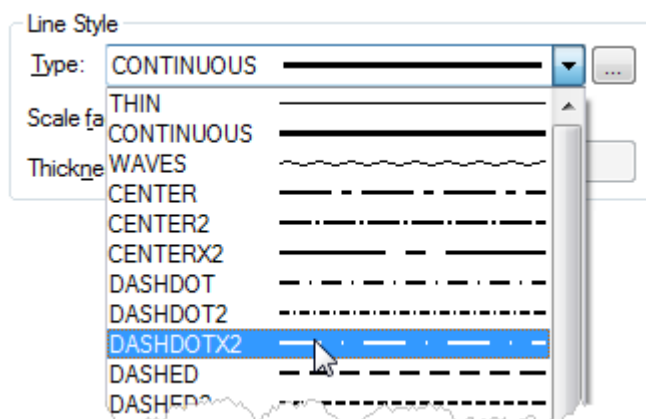 Line Style
Type: CONTINUOUS ...
THIN
Scale fa
CONTINUOUS
Thickne WAVES
CENTER
CENTER2
CENTERX2
DASHDOT
DASHDOT2
DASHDOTX2
DASHED